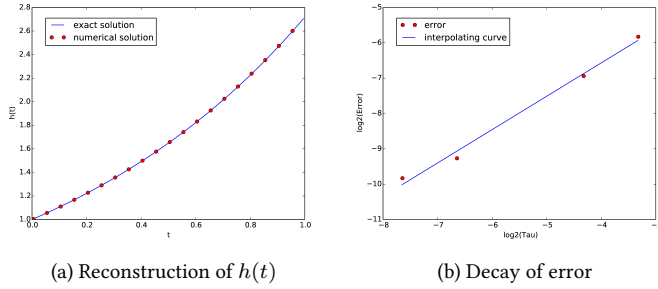 exact solution
numerical solution
h(t)
2.8
2.6
2.4
2.2
2.0
1.8
1.6
1.4
1.2
1.0
0.0 0.2 0.4 0.6 0.8 1.0
t
(a) Reconstruction of h(t)
error
interpolating curve
log2(Error)
−5
−6
−7
−8
−9
−10
−11
−8 −7 −6 −5 −4 −3
log2(Tau)
(b) Decay of error